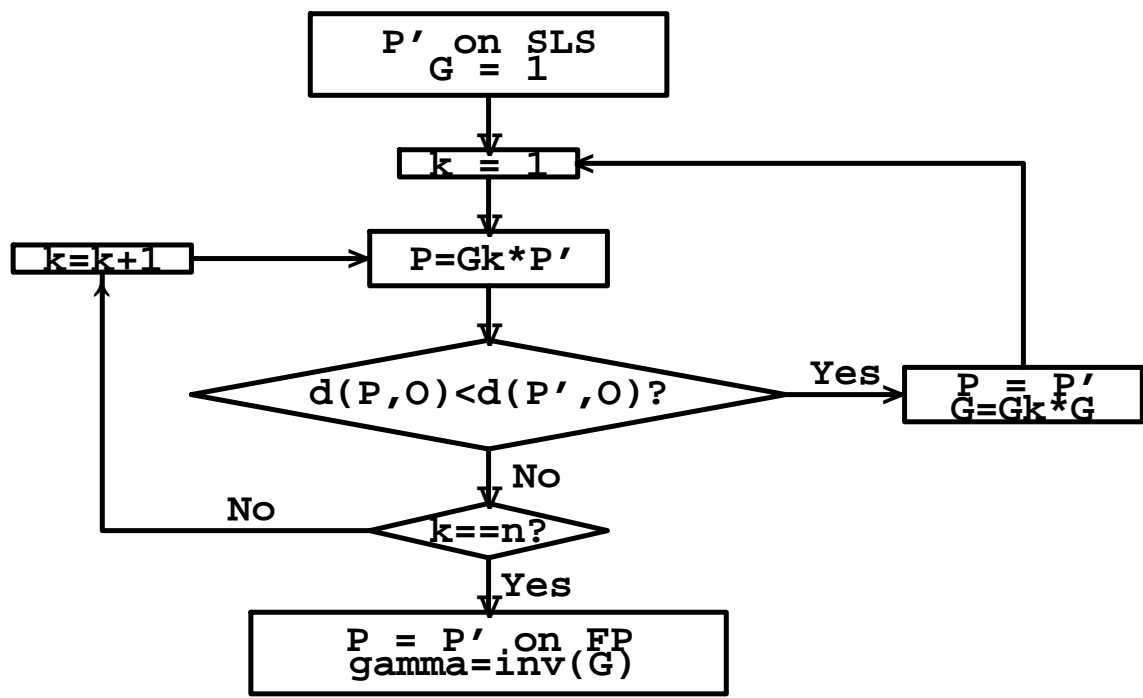 P' on SLS
G = 1
k = 1
k=k+1
P=Gk*P'
d(P,O)<d(P',O)?
Yes
P = P'
G=Gk*G
No
No
k==n?
Yes
P = P' on FP
gamma=inv(G)